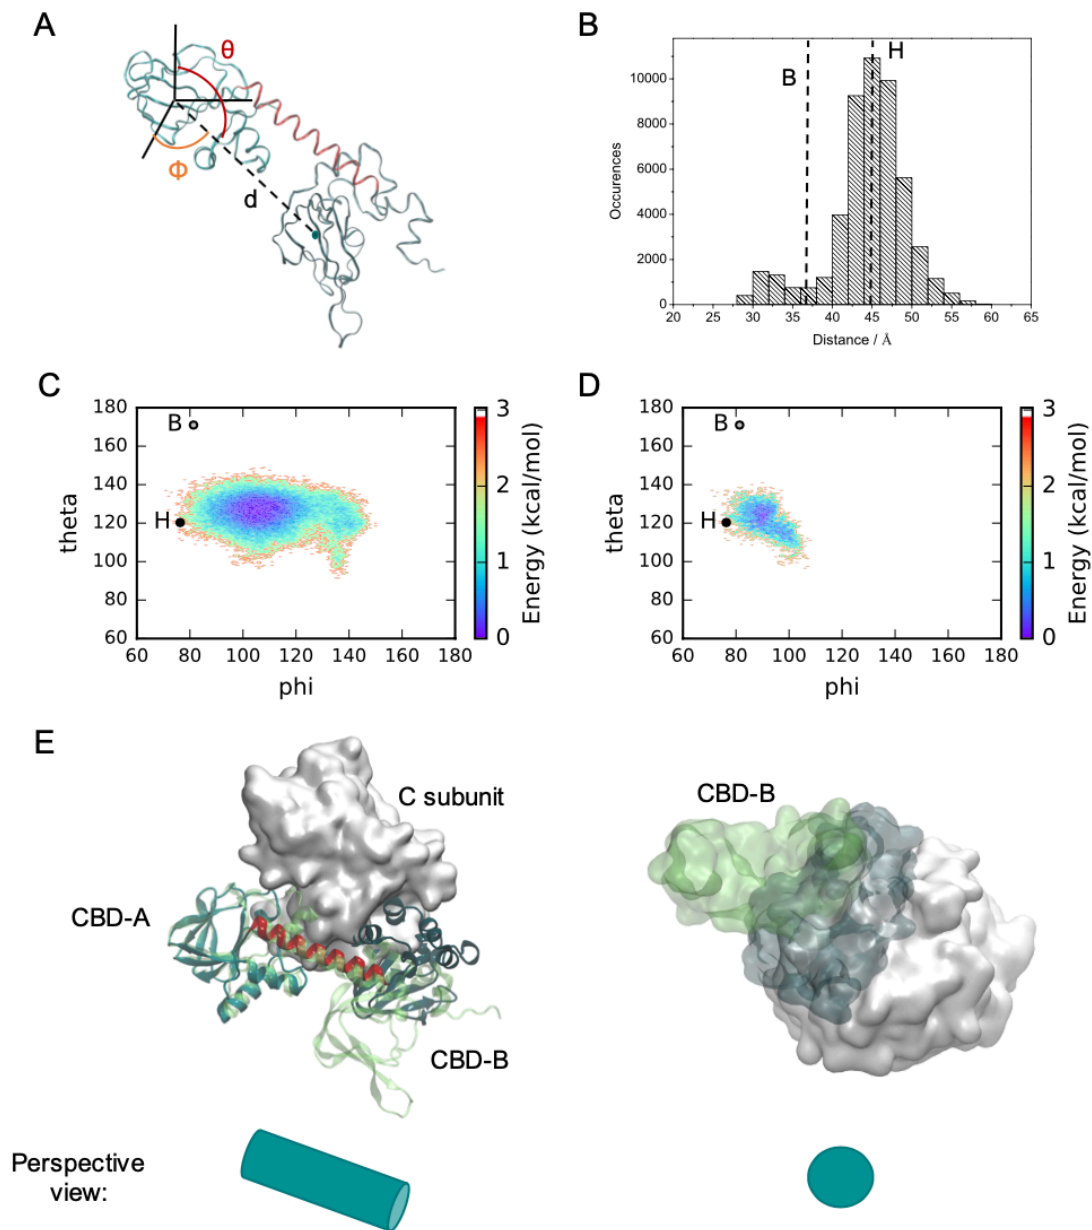 A
θ
Φ
d
B
B
H
Occurences
10000
8000
6000
4000
2000
0
20 25 30 35 40 45 50 55 60 65
Distance / Å
C
180
160
140
120
100
80
60
theta
B
H
60 80 100 120 140 160 180
phi
3
2
1
0
Energy (kcal/mol)
D
180
160
140
120
100
80
60
theta
B
H
60 80 100 120 140 160 180
phi
3
2
1
0
Energy (kcal/mol)
E
C subunit
CBD-A
CBD-B
CBD-B
Perspective
view: